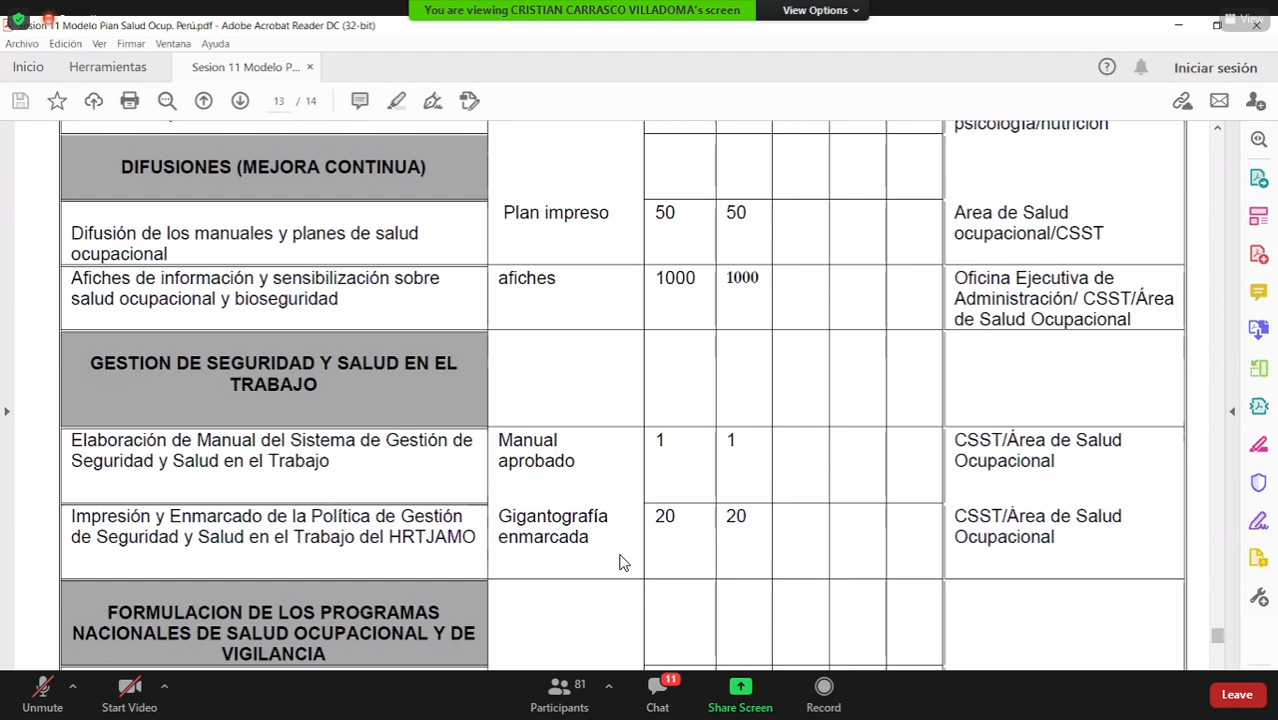 You are viewing CRISTIAN CARRASCO VILLADOMA's screen
View Options
View
sesion 11 Modelo Plan Salud Ocup. Perú.pdf - Adobe Acrobat Reader DC (32-bit)
Archivo Edición Ver Firmar Ventana Ayuda
Inicio Herramientas Sesion 11 Modelo P... × Iniciar sesión
13 / 14
psicología/nutrición
DIFUSIONES (MEJORA CONTINUA)
Difusión de los manuales y planes de salud
ocupacional
Plan impreso
50
50
Area de Salud
ocupacional/CSST
Afiches de información y sensibilización sobre
salud ocupacional y bioseguridad
afiches
1000
1000
Oficina Ejecutiva de
Administración/ CSST/Área
de Salud Ocupacional
GESTION DE SEGURIDAD Y SALUD EN EL
TRABAJO
Elaboración de Manual del Sistema de Gestión de
Seguridad y Salud en el Trabajo
Manual
aprobado
1
1
CSST/Área de Salud
Ocupacional
Impresión y Enmarcado de la Política de Gestión
de Seguridad y Salud en el Trabajo del HRTJAMO
Gigantografía
enmarcada
20
20
CSST/Área de Salud
Ocupacional
FORMULACION DE LOS PROGRAMAS
NACIONALES DE SALUD OCUPACIONAL Y DE
VIGILANCIA
Unmute
Start Video
81
Participants
11
Chat
Share Screen
Record
Leave